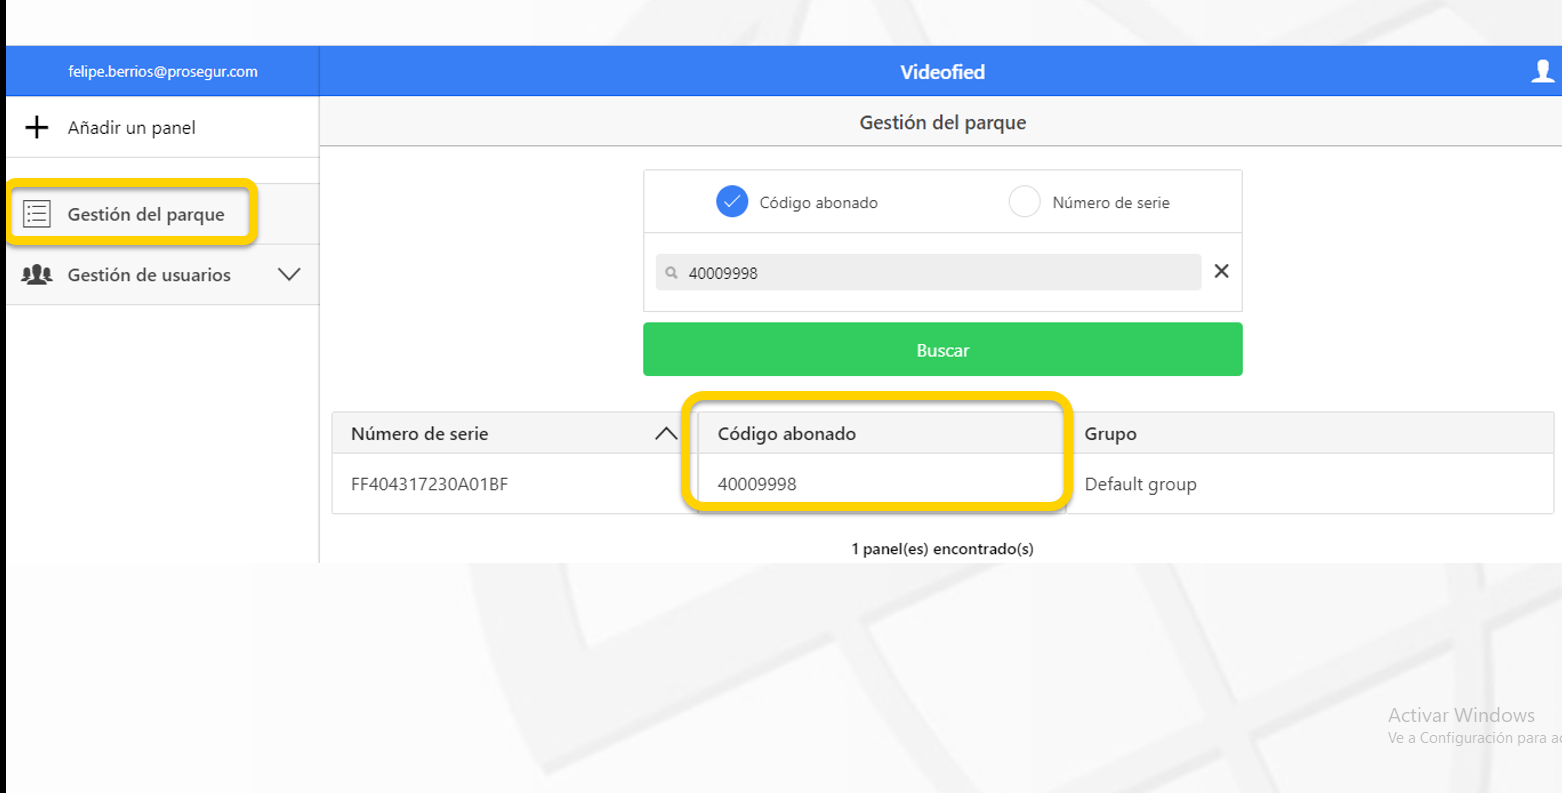 felipe.berrios@prosegur.com
Videofied
Añadir un panel
Gestión del parque
Gestión del parque
Gestión de usuarios
Código abonado
Número de serie
40009998
Buscar
Número de serie
Código abonado
Grupo
FF404317230A01BF
40009998
Default group
1 panel(es) encontrado(s)
Activar Windows
Ve a Configuración para